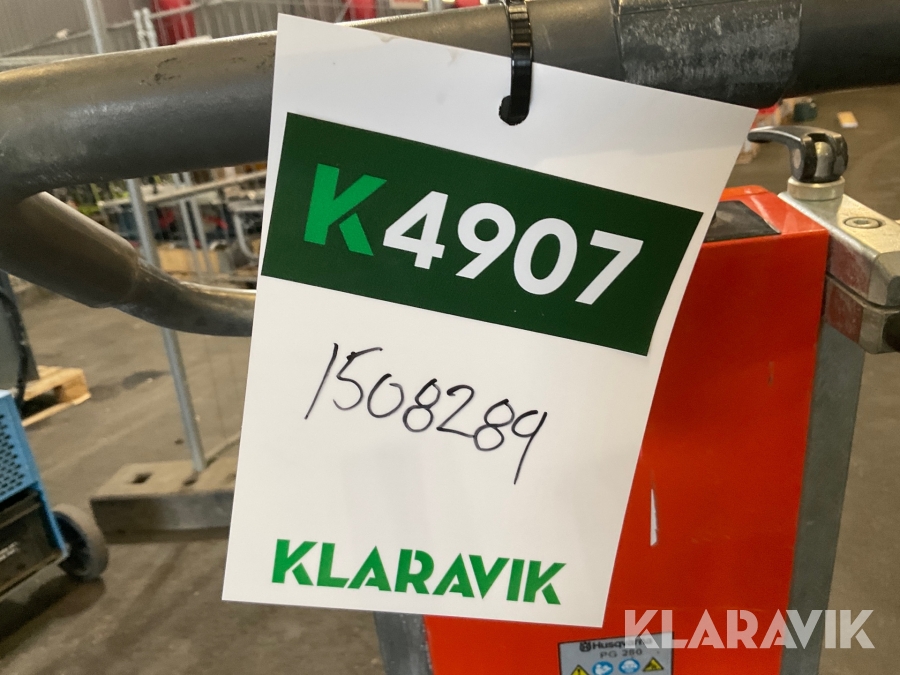 K4907
1508289
KLARAVIK
KLARAVIK
Husqvarna
PG 280